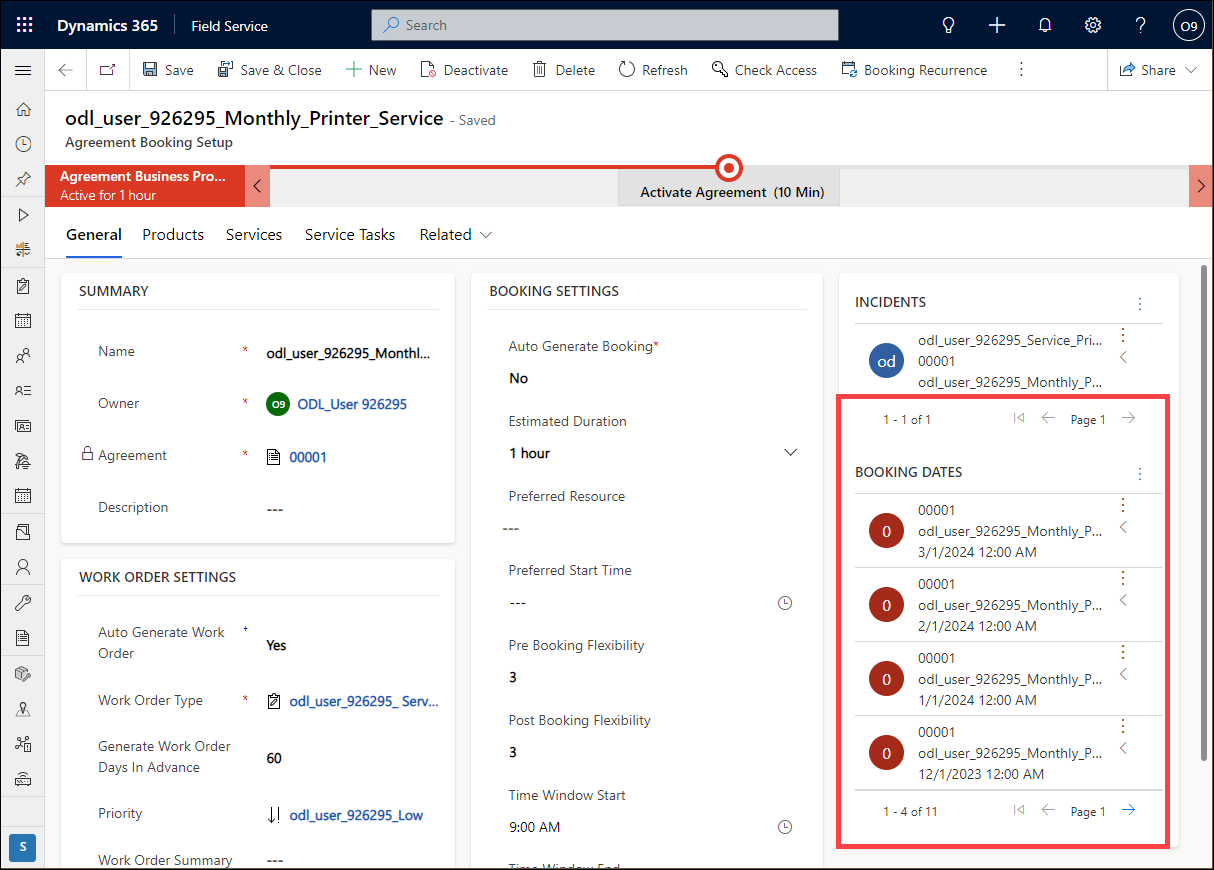 Dynamics 365
Field Service
Search
O9
Save
Save & Close
New
Deactivate
Delete
Refresh
Check Access
Booking Recurrence
Share
odl_user_926295_Monthly_Printer_Service - Saved
Agreement Booking Setup
Agreement Business Pro...
Active for 1 hour
Activate Agreement (10 Min)
General
Products
Services
Service Tasks
Related
SUMMARY
Name *
odl_user_926295_Monthl...
Owner *
O9 ODL_User 926295
Agreement *
00001
Description
---
WORK ORDER SETTINGS
Auto Generate Work
Order
+
Yes
Work Order Type *
odl_user_926295_ Serv...
Generate Work Order
Days In Advance
60
Priority
odl_user_926295_Low
Work Order Summary
---
S
BOOKING SETTINGS
Auto Generate Booking*
No
Estimated Duration
1 hour
Preferred Resource
---
Preferred Start Time
---
Pre Booking Flexibility
3
Post Booking Flexibility
3
Time Window Start
9:00 AM
Time Window End
INCIDENTS
od
odl_user_926295_Service_Pri...
00001
odl_user_926295_Monthly_P...
1 - 1 of 1
Page 1
BOOKING DATES
0
00001
odl_user_926295_Monthly_P...
3/1/2024 12:00 AM
0
00001
odl_user_926295_Monthly_P...
2/1/2024 12:00 AM
0
00001
odl_user_926295_Monthly_P...
1/1/2024 12:00 AM
0
00001
odl_user_926295_Monthly_P...
12/1/2023 12:00 AM
1 - 4 of 11
Page 1